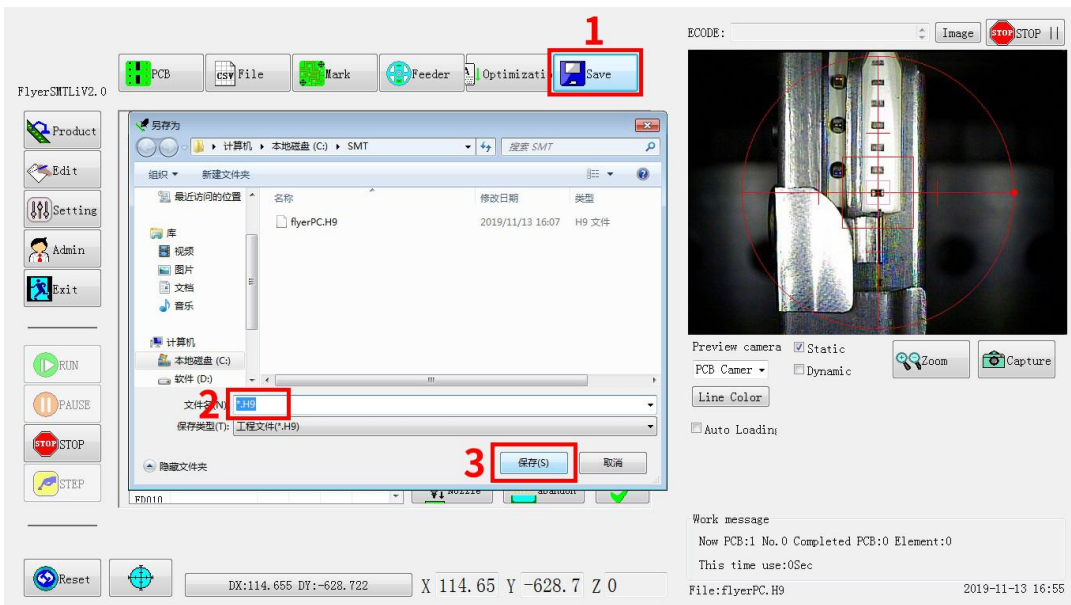 1
ECODE:
Image
STOP STOP ||
PCB
CSV File
Mark
Feeder
Optimizati
Save
FlyerSMTLiV2.0
Product
Edit
Setting
Admin
Exit
RUN
PAUSE
STOP STOP
STEP
Reset
另存为
计算机 本地磁盘 (C:) SMT
搜索 SMT
组织 新建文件夹
最近访问的位置
库
视频
图片
文档
音乐
计算机
本地磁盘 (C:)
软件 (D:)
名称 修改日期 类型
flyerPC.H9 2019/11/13 16:07 H9 文件
2
(N) *.H9
保存类型(T): 工程文件(*.H9)
隐藏文件夹
3
保存(S)
取消
FD010
Nozzle
abandon
Preview camera
Static
PCB Camer
Dynamic
Zoom
Capture
Line Color
Auto Loading
Work message
Now PCB:1 No.0 Completed PCB:0 Element:0
This time use:0Sec
DX:114.655 DY:-628.722
X 114.65 Y -628.7 Z 0
File:flyerPC.H9
2019-11-13 16:55